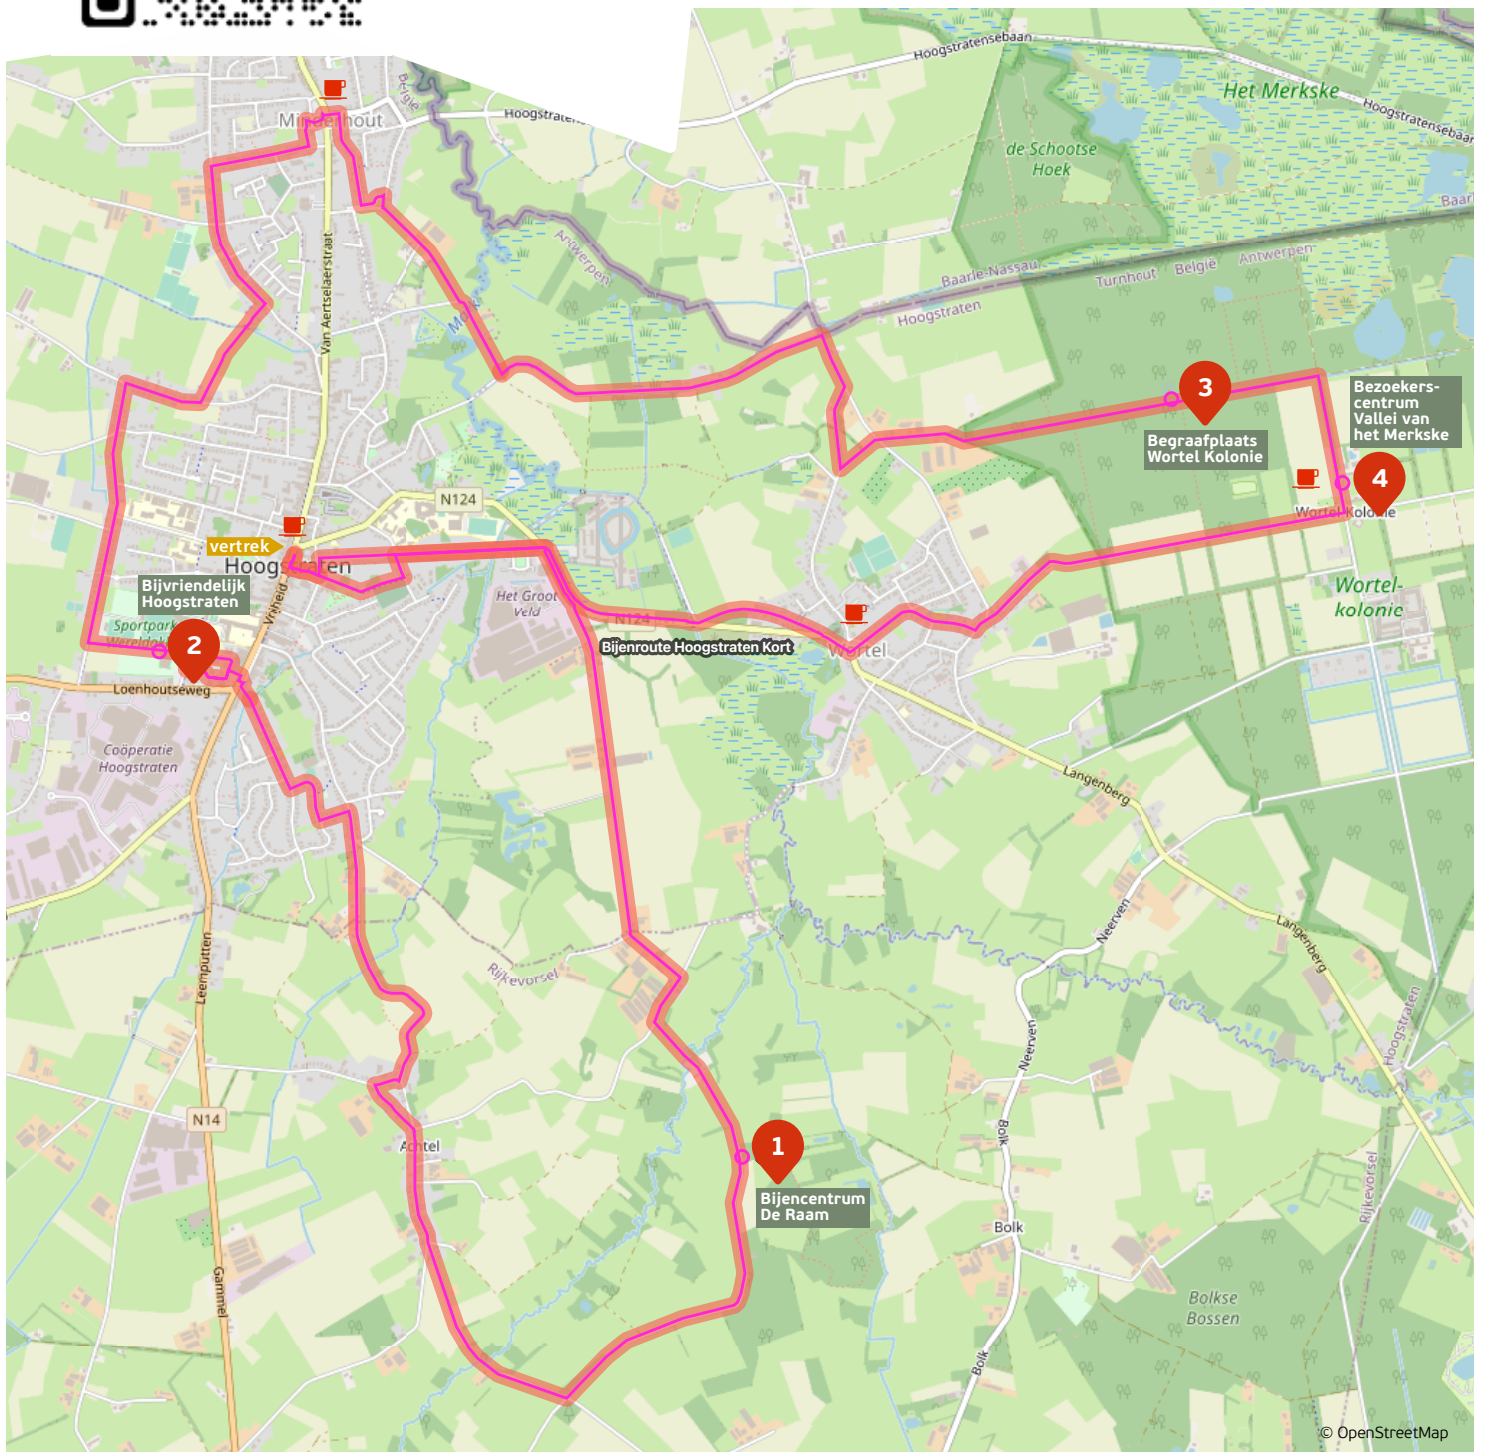 Hoogstratensebaan
Het Merkske
Hoogstratensebaan
België
Minderhout
Hoogstraten
de Schootse
Hoek
Van Aertselaerstraat
Antwerpen
Baarle-Nassau
Turnhout
België
Antwerpen
Hoogstraten
3
Begraafplaats
Wortel Kolonie
Bezoekers-
centrum
Vallei van
het Merkske
4
Wortel Kolonie
N124
vertrek
Hoogstraten
Bijvriendelijk
Hoogstraten
Vrijheid
Het Groot
Veld
Wortel-
kolonie
Sportpark
2
N124
Bijenroute Hoogstraten Kort
Wortel
Loenhoutseweg
Coöperatie
Hoogstraten
Langenberg
Langenberg
Neerven
Leemputten
Rijkevorsel
Hoogstraten
Neerven
N14
Achtel
1
Bijencentrum
De Raam
Bolk
Rijkevorsel
Bolk
Gammel
Bolkse
Bossen
Bolk
© OpenStreetMap